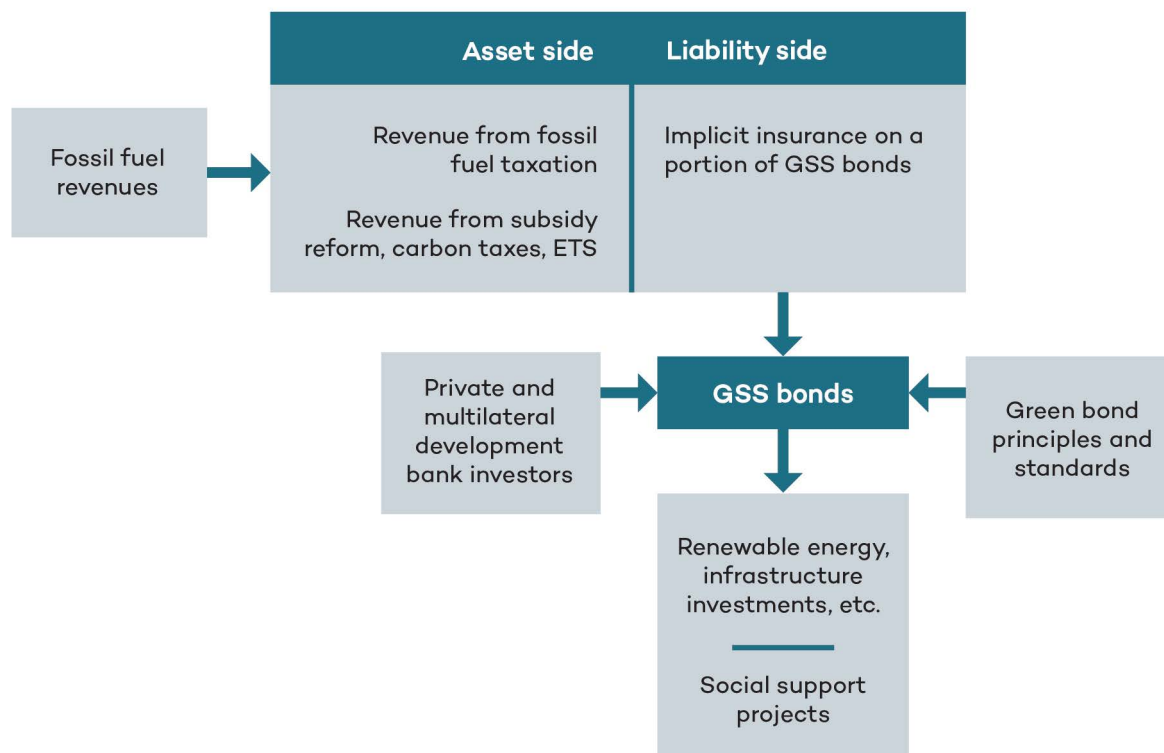 Asset side
Liability side
Fossil fuel
revenues
Revenue from fossil
fuel taxation
Revenue from subsidy
reform, carbon taxes, ETS
Implicit insurance on a
portion of GSS bonds
Private and
multilateral
development
bank investors
GSS bonds
Green bond
principles and
standards
Renewable energy,
infrastructure
investments, etc.
Social support
projects